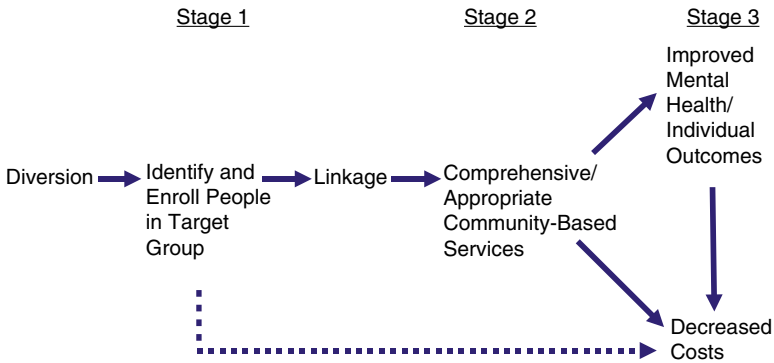 Stage 1
Stage 2
Stage 3
Diversion
Identify and
Enroll People
in Target
Group
Linkage
Comprehensive/
Appropriate
Community-Based
Services
Improved
Mental
Health/
Individual
Outcomes
Decreased
Costs